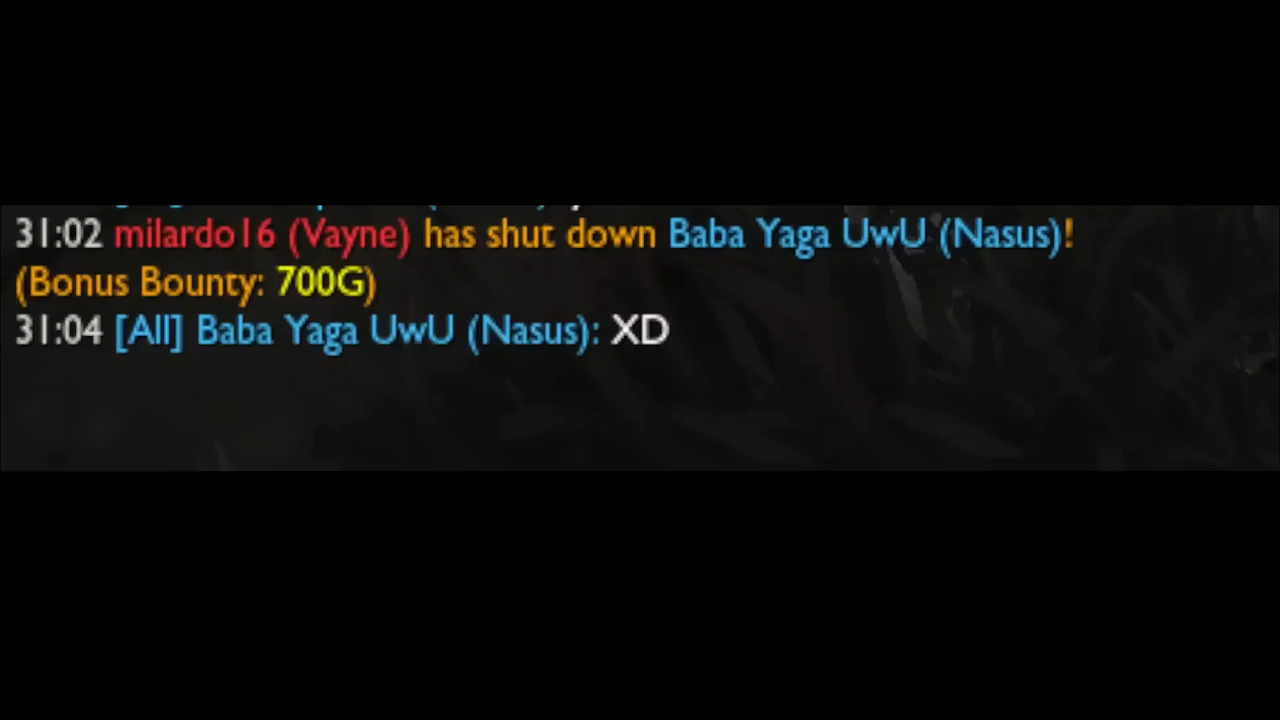 31:02 milardo16 (Vayne) has shut down Baba Yaga UwU (Nasus)!
(Bonus Bounty: 700G)
31:04 [All] Baba Yaga UwU (Nasus): XD